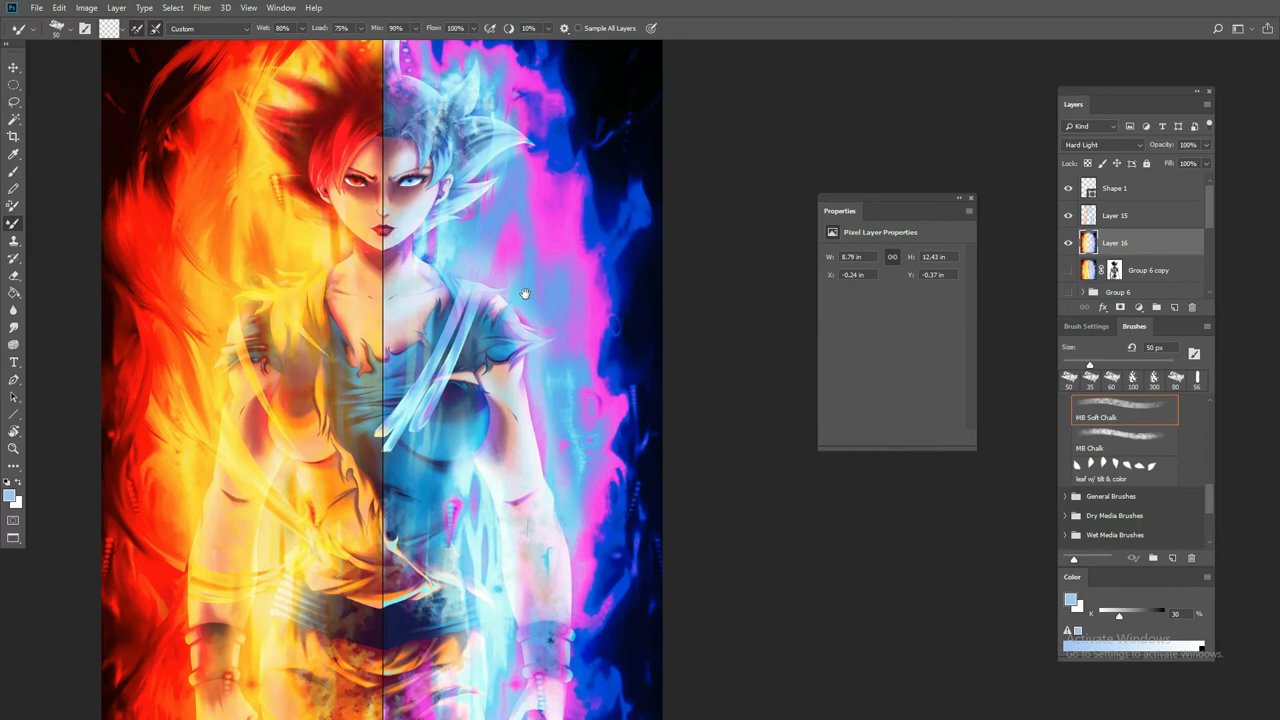 Ps File Edit Image Layer Type Select Filter 3D View Window Help
50 Custom Wet: 80% Load: 75% Mix: 90% Flow: 100% 10% Sample All Layers
Layers
Kind
Hard Light Opacity: 100%
Lock: Fill: 100%
Shape 1
Layer 15
Layer 16
Group 6 copy
Group 6
fx
Properties
Pixel Layer Properties
W: 8.79 in H: 12.43 in
X: -0.24 in Y: -0.37 in
Brush Settings Brushes
Size: 50 px
50 35 60 100 300 80 56
MB Soft Chalk
MB Chalk
leaf w/ tilt & color
General Brushes
Dry Media Brushes
Wet Media Brushes
Color
K 30 %
Activate Windows
Go to Settings to activate Windows.
T